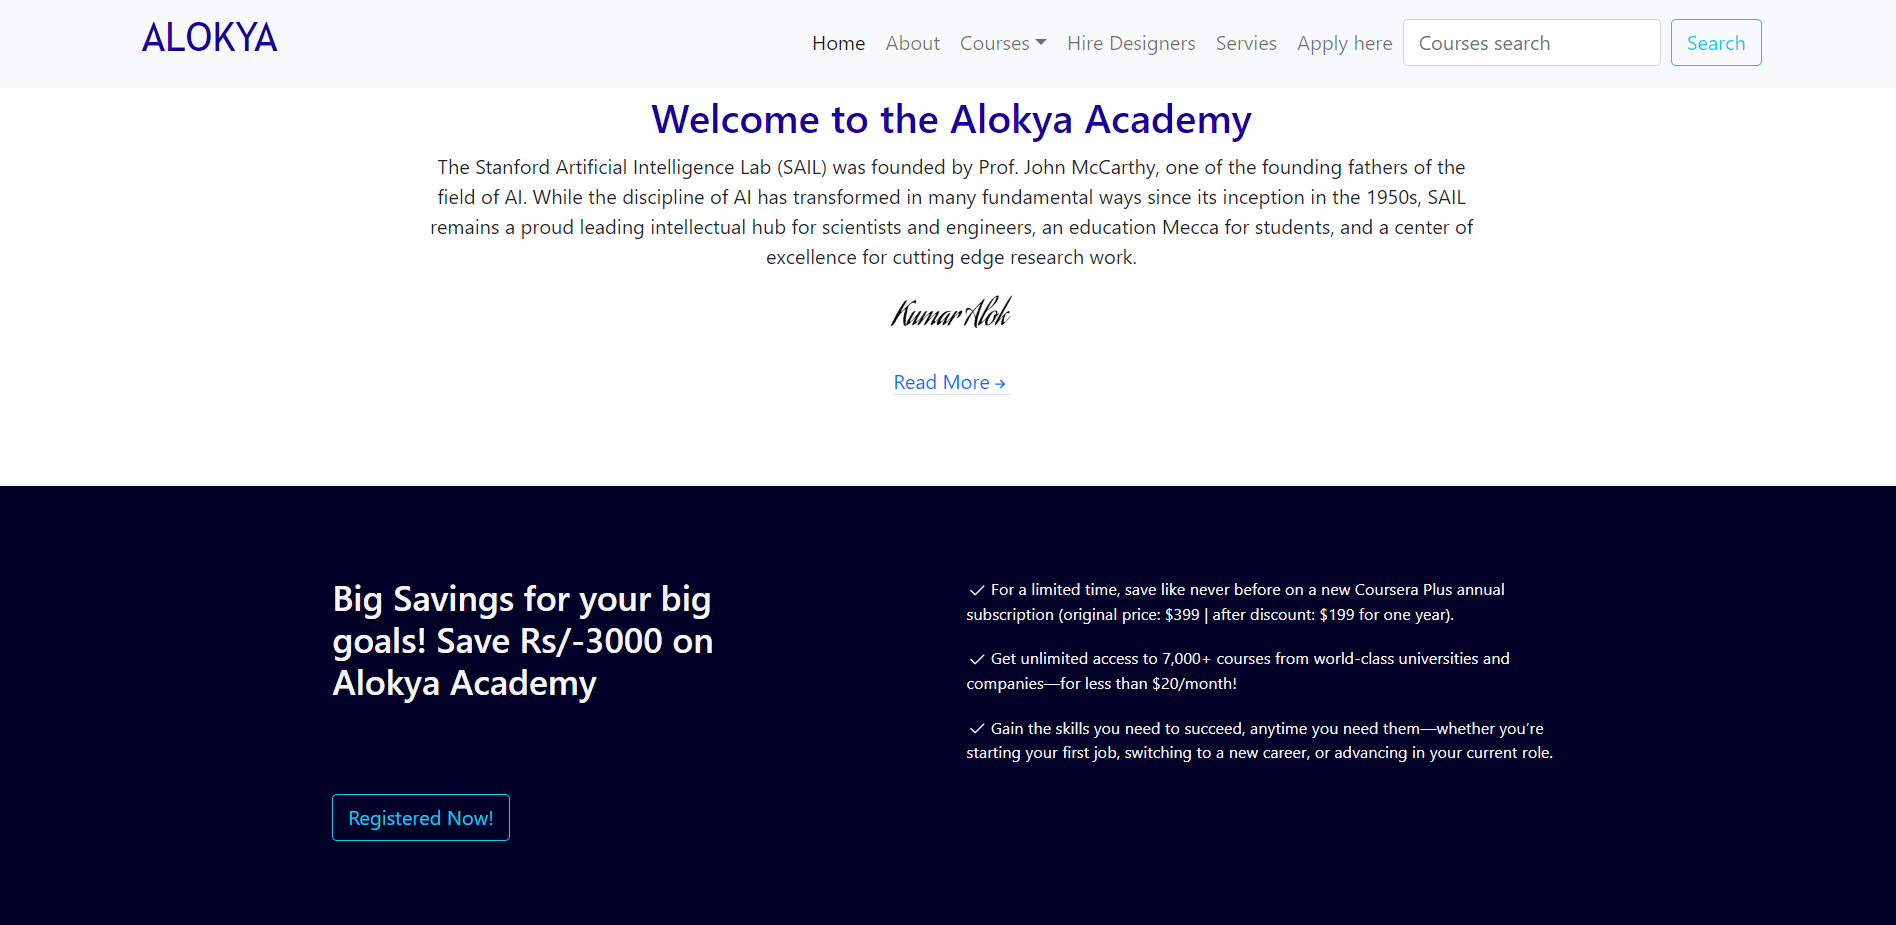 ALOKYA
Home About Courses Hire Designers Servies Apply here Courses search Search
Welcome to the Alokya Academy
The Stanford Artificial Intelligence Lab (SAIL) was founded by Prof. John McCarthy, one of the founding fathers of the
field of AI. While the discipline of AI has transformed in many fundamental ways since its inception in the 1950s, SAIL
remains a proud leading intellectual hub for scientists and engineers, an education Mecca for students, and a center of
excellence for cutting edge research work.
Kumar Alok
Read More →
Big Savings for your big
goals! Save Rs/-3000 on
Alokya Academy
Registered Now!
✓ For a limited time, save like never before on a new Coursera Plus annual
subscription (original price: $399 | after discount: $199 for one year).
✓ Get unlimited access to 7,000+ courses from world-class universities and
companies—for less than $20/month!
✓ Gain the skills you need to succeed, anytime you need them—whether you’re
starting your first job, switching to a new career, or advancing in your current role.